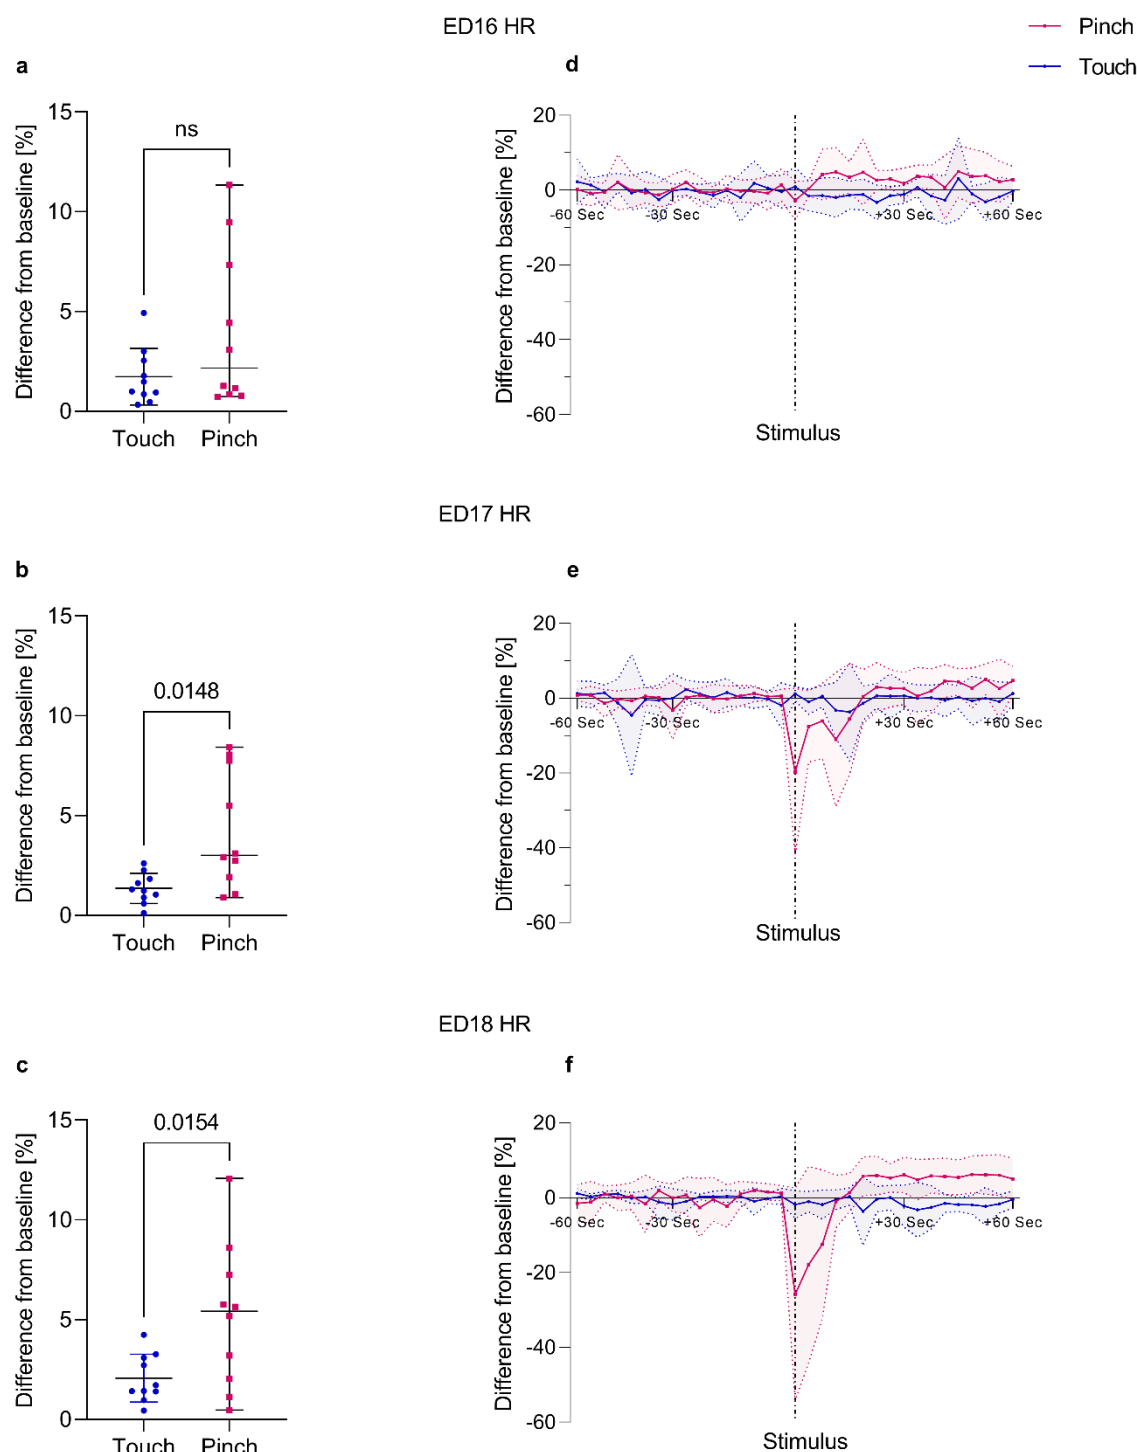 ED16 HR
Pinch
Touch
a
d
Difference from baseline [%]
15
10
5
0
ns
Touch Pinch
Difference from baseline [%]
20
0
-20
-40
-60
-60 Sec -30 Sec +30 Sec +60 Sec
Stimulus
ED17 HR
b
e
Difference from baseline [%]
15
10
5
0
0.0148
Touch Pinch
Difference from baseline [%]
20
0
-20
-40
-60
-60 Sec -30 Sec +30 Sec +60 Sec
Stimulus
ED18 HR
c
f
Difference from baseline [%]
15
10
5
0
0.0154
Touch Pinch
Difference from baseline [%]
20
0
-20
-40
-60
-60 Sec -30 Sec +30 Sec +60 Sec
Stimulus